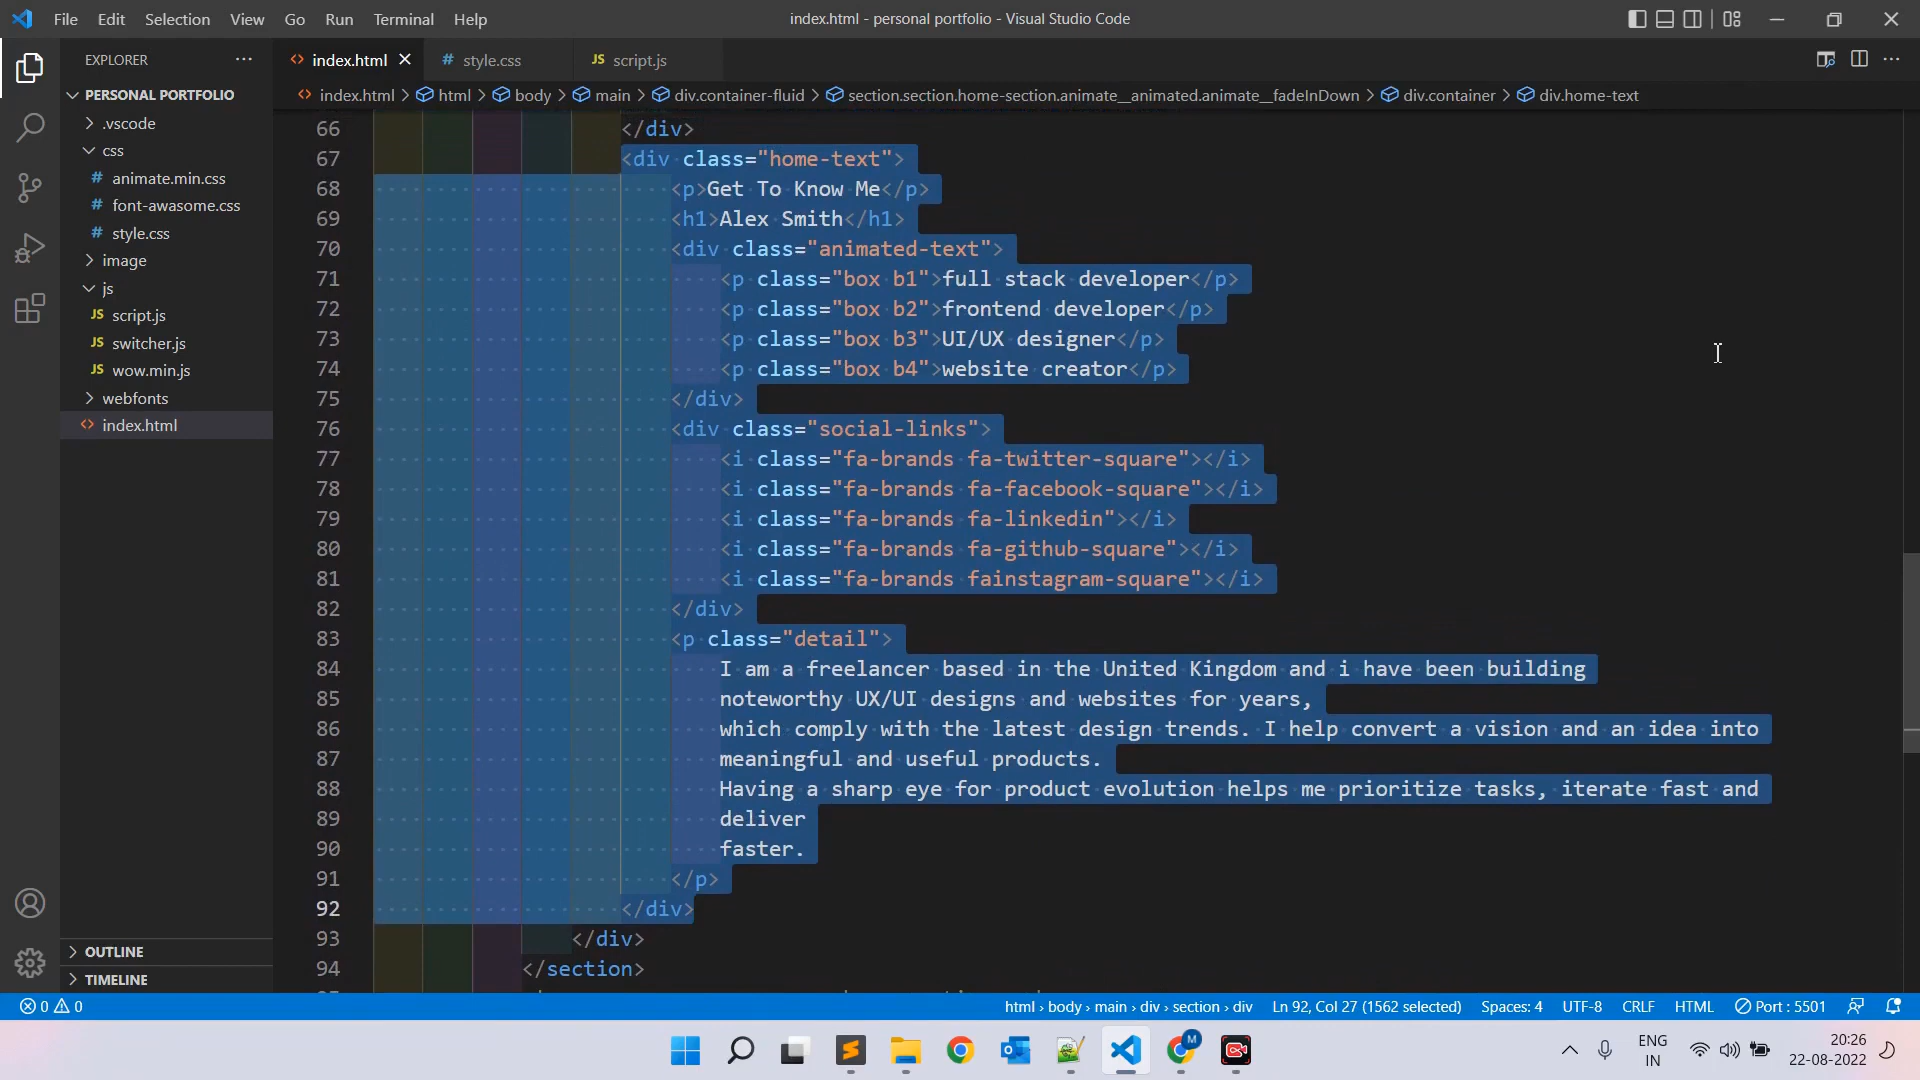 File Edit Selection View Go Run Terminal Help
index.html - personal portfolio - Visual Studio Code
EXPLORER
index.html
# style.css
JS script.js
index.html > html > body > main > div.container-fluid > section.section.home-section.animate__animated.animate__fadeInDown > div.container > div.home-text
PERSONAL PORTFOLIO
.vscode
css
# animate.min.css
# font-awasome.css
# style.css
image
js
JS script.js
JS switcher.js
JS wow.min.js
webfonts
index.html
OUTLINE
TIMELINE
66 </div>
67 <div class="home-text">
68 <p>Get To Know Me</p>
69 <h1>Alex Smith</h1>
70 <div class="animated-text">
71 <p class="box b1">full stack developer</p>
72 <p class="box b2">frontend developer</p>
73 <p class="box b3">UI/UX designer</p>
74 <p class="box b4">website creator</p>
75 </div>
76 <div class="social-links">
77 <i class="fa-brands fa-twitter-square"></i>
78 <i class="fa-brands fa-facebook-square"></i>
79 <i class="fa-brands fa-linkedin"></i>
80 <i class="fa-brands fa-github-square"></i>
81 <i class="fa-brands fainstagram-square"></i>
82 </div>
83 <p class="detail">
84 I am a freelancer based in the United Kingdom and i have been building
85 noteworthy UX/UI designs and websites for years,
86 which comply with the latest design trends. I help convert a vision and an idea into
87 meaningful and useful products.
88 Having a sharp eye for product evolution helps me prioritize tasks, iterate fast and
89 deliver
90 faster.
91 </p>
92 </div>
93 </div>
94 </section>
0 0
html › body › main › div › section › div
Ln 92, Col 27 (1562 selected)
Spaces: 4
UTF-8
CRLF
HTML
Port : 5501
M
ENG
IN
20:26
22-08-2022